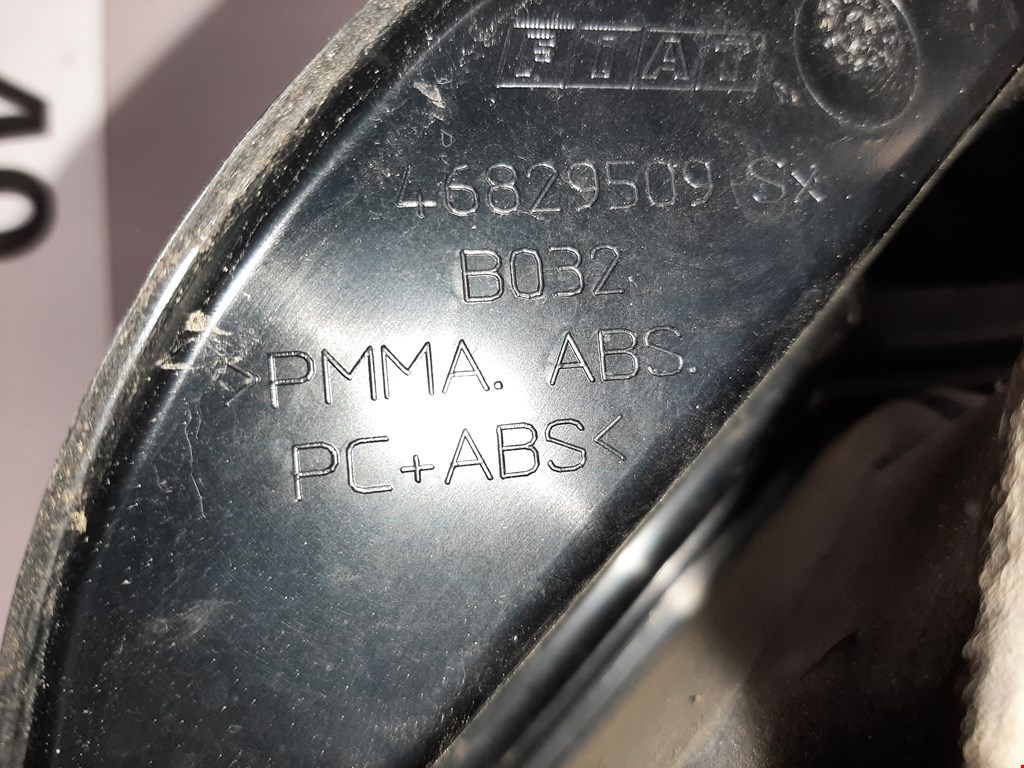 FIAT
46829509 Sx
B032
>PMMA. ABS.
PC+ABS<